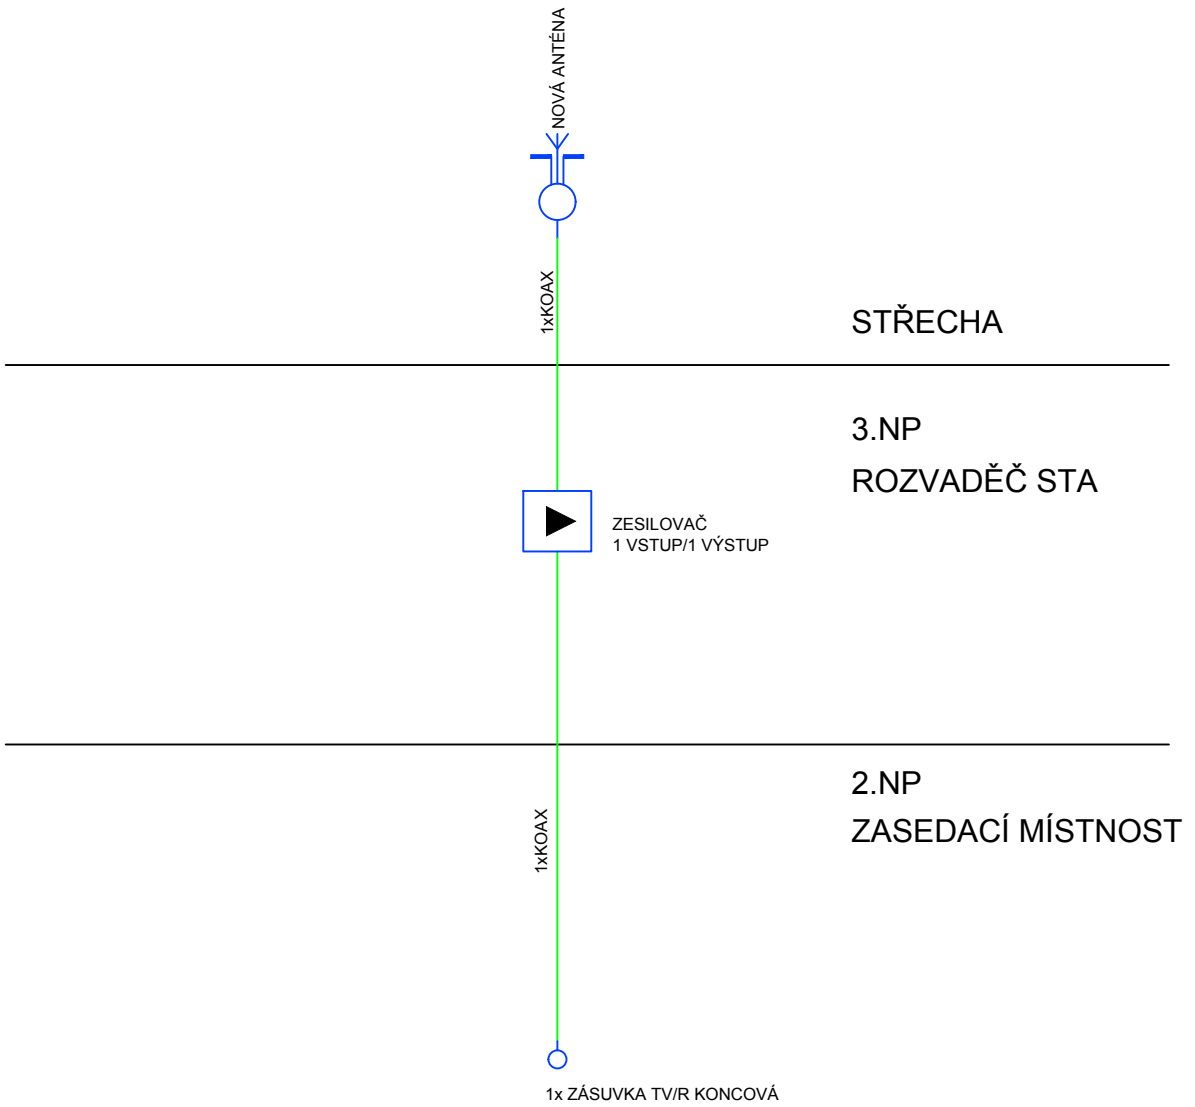 NOVÁ ANTÉNA
1xKOAX
STŘECHA
3.NP
ROZVADĚČ STA
ZESILOVAČ
1 VSTUP/1 VÝSTUP
2.NP
ZASEDACÍ MÍSTNOST
1xKOAX
1x ZÁSUVKA TV/R KONCOVÁ